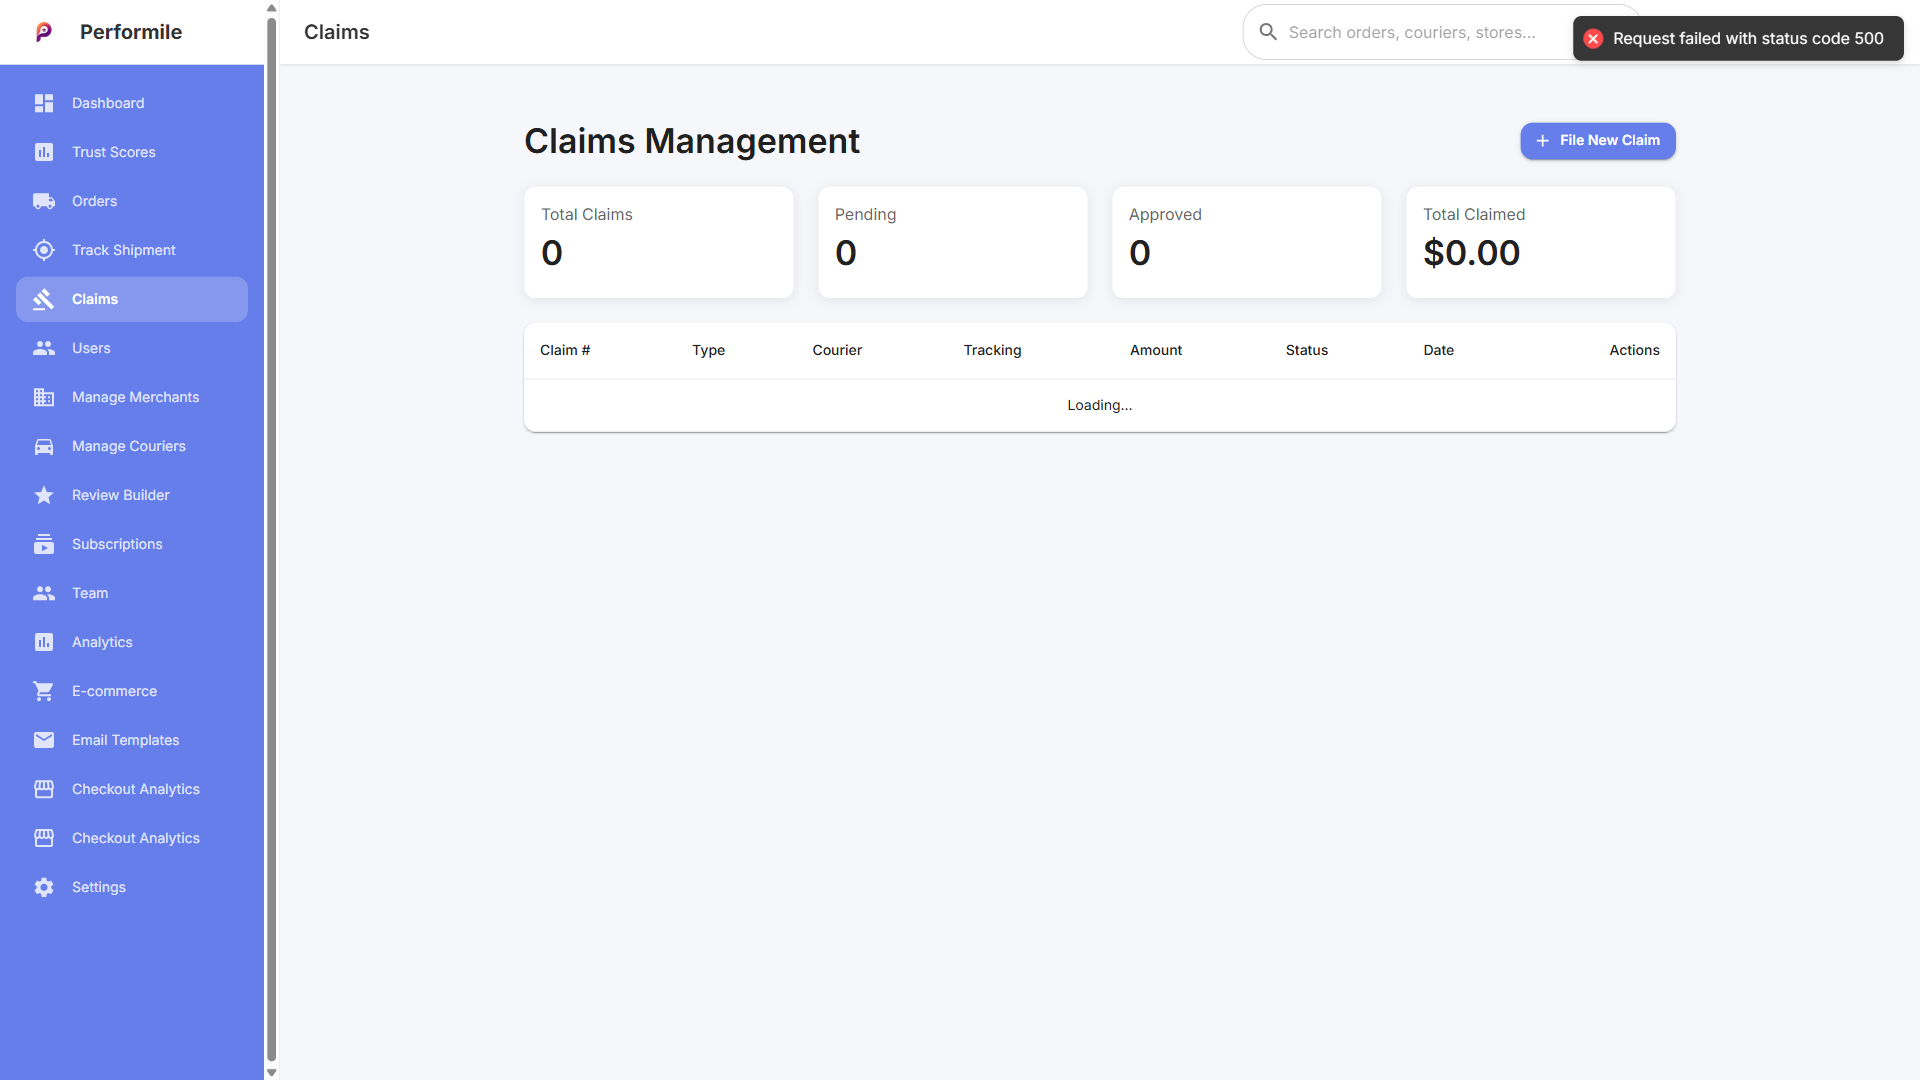 Performile
Claims
Search orders, couriers, stores...
Request failed with status code 500
Dashboard
Trust Scores
Orders
Track Shipment
Claims
Users
Manage Merchants
Manage Couriers
Review Builder
Subscriptions
Team
Analytics
E-commerce
Email Templates
Checkout Analytics
Checkout Analytics
Settings
Claims Management
File New Claim
Total Claims
0
Pending
0
Approved
0
Total Claimed
$0.00
Claim # Type Courier Tracking Amount Status Date Actions
Loading...